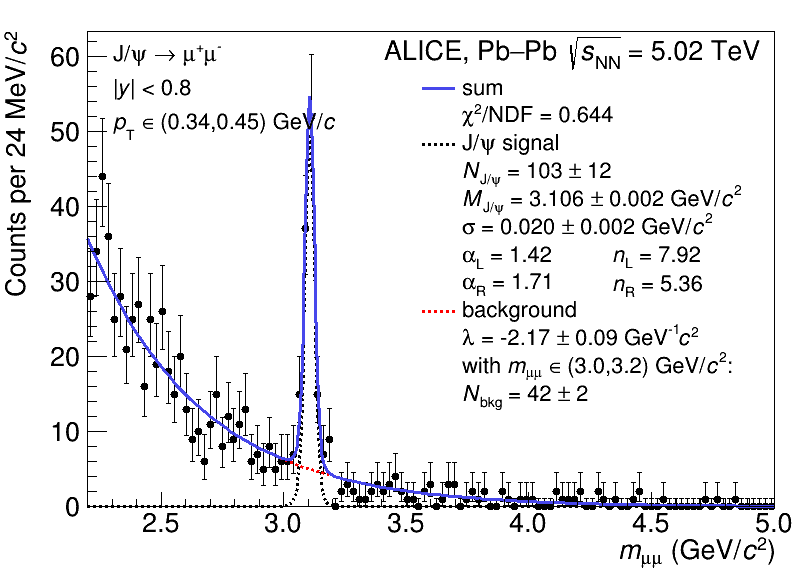 ALICE, Pb–Pb √s_NN = 5.02 TeV
J/ψ → μ⁺μ⁻
|y| < 0.8
p_T ∈ (0.34,0.45) GeV/c
sum
χ²/NDF = 0.644
J/ψ signal
N_J/ψ = 103 ± 12
M_J/ψ = 3.106 ± 0.002 GeV/c²
σ = 0.020 ± 0.002 GeV/c²
α_L = 1.42 n_L = 7.92
α_R = 1.71 n_R = 5.36
background
λ = -2.17 ± 0.09 GeV⁻¹c²
with m_μμ ∈ (3.0,3.2) GeV/c²:
N_bkg = 42 ± 2
Counts per 24 MeV/c²
60
50
40
30
20
10
0
2.5 3.0 3.5 4.0 4.5 5.0
m_μμ (GeV/c²)